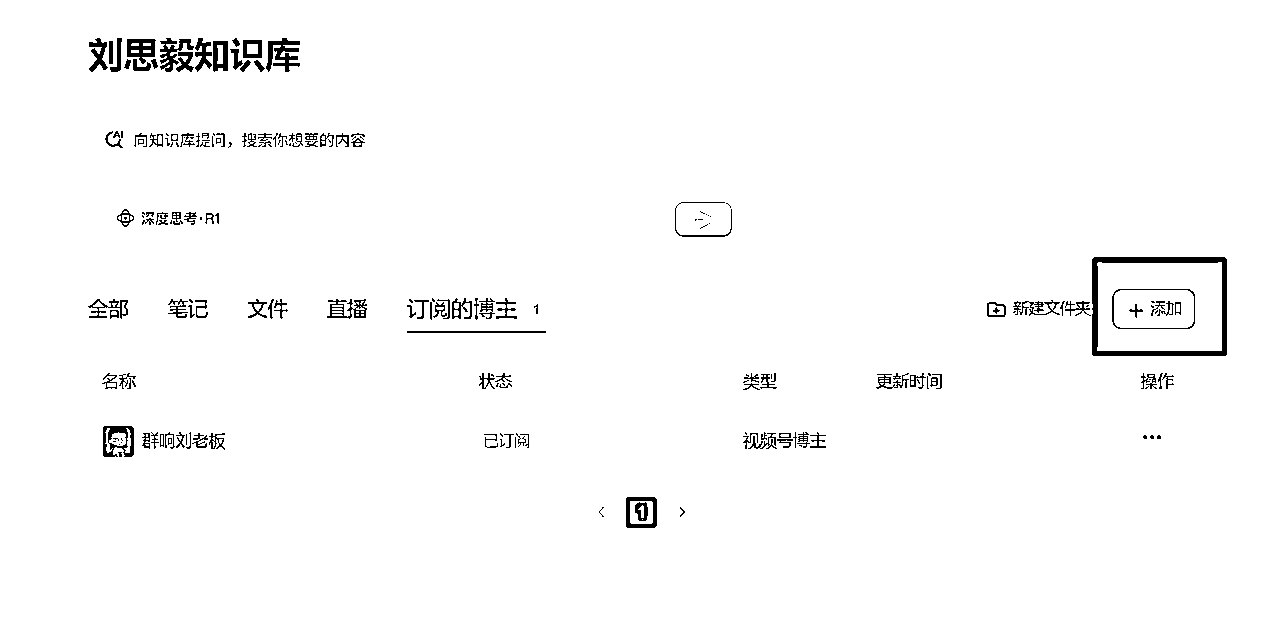 刘思毅知识库
向知识库提问，搜索你想要的内容
深度思考·R1
全部 笔记 文件 直播 订阅的博主 1 新建文件夹 + 添加
名称 状态 类型 更新时间 操作
群响刘老板 已订阅 视频号博主 •••
< 1 >